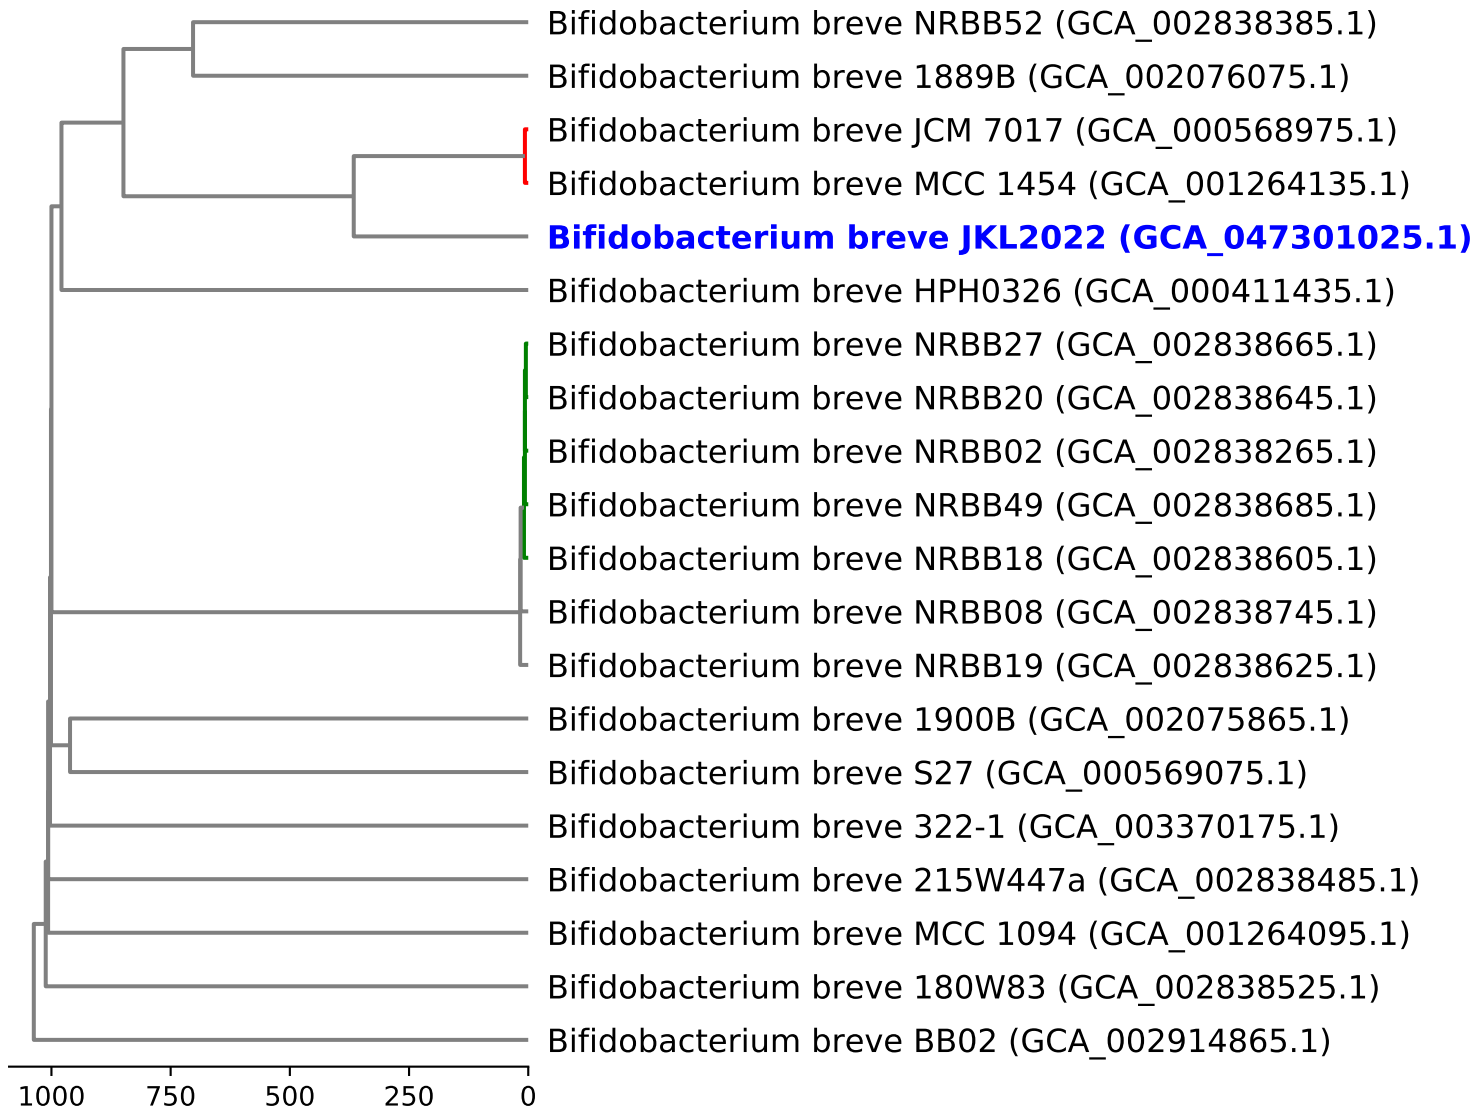 Bifidobacterium breve NRBB52 (GCA_002838385.1)
Bifidobacterium breve 1889B (GCA_002076075.1)
Bifidobacterium breve JCM 7017 (GCA_000568975.1)
Bifidobacterium breve MCC 1454 (GCA_001264135.1)
Bifidobacterium breve JKL2022 (GCA_047301025.1)
Bifidobacterium breve HPH0326 (GCA_000411435.1)
Bifidobacterium breve NRBB27 (GCA_002838665.1)
Bifidobacterium breve NRBB20 (GCA_002838645.1)
Bifidobacterium breve NRBB02 (GCA_002838265.1)
Bifidobacterium breve NRBB49 (GCA_002838685.1)
Bifidobacterium breve NRBB18 (GCA_002838605.1)
Bifidobacterium breve NRBB08 (GCA_002838745.1)
Bifidobacterium breve NRBB19 (GCA_002838625.1)
Bifidobacterium breve 1900B (GCA_002075865.1)
Bifidobacterium breve S27 (GCA_000569075.1)
Bifidobacterium breve 322-1 (GCA_003370175.1)
Bifidobacterium breve 215W447a (GCA_002838485.1)
Bifidobacterium breve MCC 1094 (GCA_001264095.1)
Bifidobacterium breve 180W83 (GCA_002838525.1)
Bifidobacterium breve BB02 (GCA_002914865.1)
1000 750 500 250 0